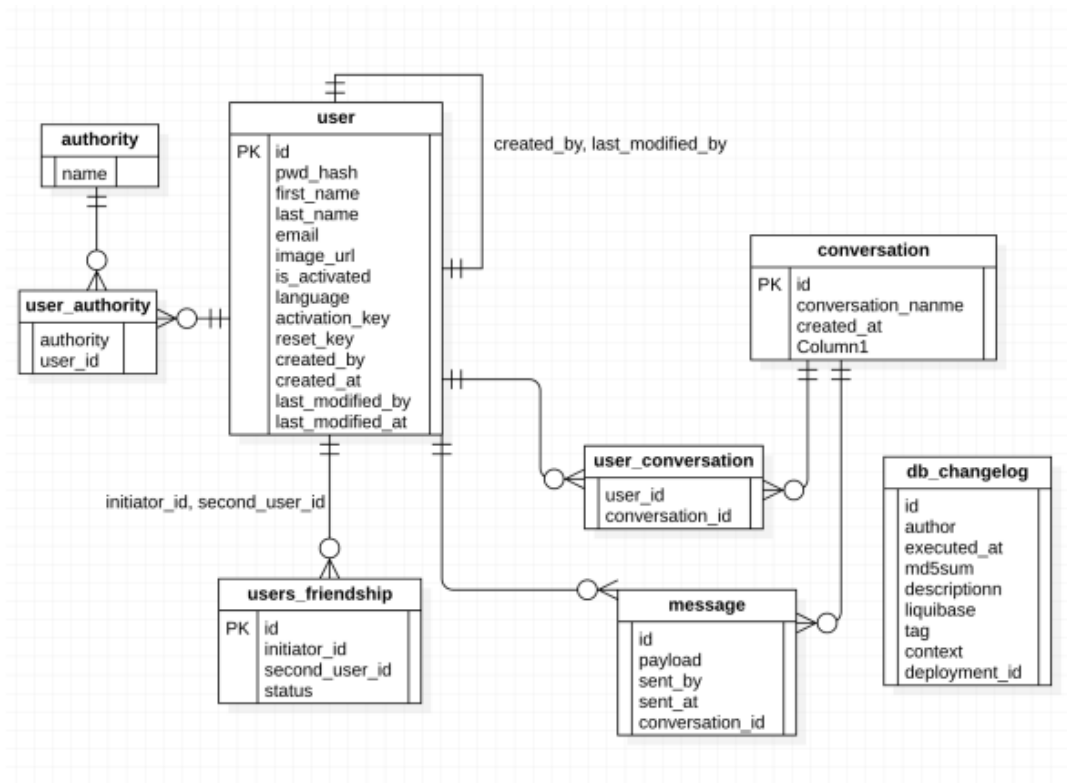 authority
name
user_authority
authority
user_id
user
PK
id
pwd_hash
first_name
last_name
email
image_url
is_activated
language
activation_key
reset_key
created_by
created_at
last_modified_by
last_modified_at
created_by, last_modified_by
conversation
PK
id
conversation_nanme
created_at
Column1
user_conversation
user_id
conversation_id
initiator_id, second_user_id
users_friendship
PK
id
initiator_id
second_user_id
status
message
id
payload
sent_by
sent_at
conversation_id
db_changelog
id
author
executed_at
md5sum
descriptionn
liquibase
tag
context
deployment_id